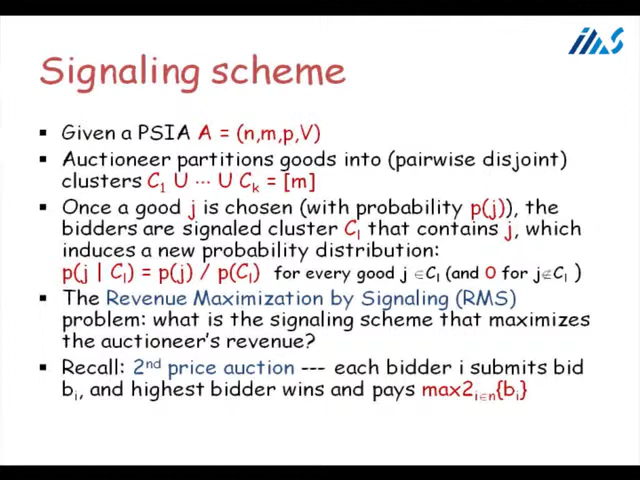 ims
Signaling scheme
▪ Given a PSIA A = (n,m,p,V)
▪ Auctioneer partitions goods into (pairwise disjoint)
clusters C₁ U ⋯ U Cₖ = [m]
▪ Once a good j is chosen (with probability p(j)), the
bidders are signaled cluster Cₗ that contains j, which
induces a new probability distribution:
p(j | Cₗ) = p(j) / p(Cₗ) for every good j ∈Cₗ (and 0 for j∉Cₗ )
▪ The Revenue Maximization by Signaling (RMS)
problem: what is the signaling scheme that maximizes
the auctioneer's revenue?
▪ Recall: 2nd price auction --- each bidder i submits bid
bᵢ, and highest bidder wins and pays max2i∈n{bᵢ}